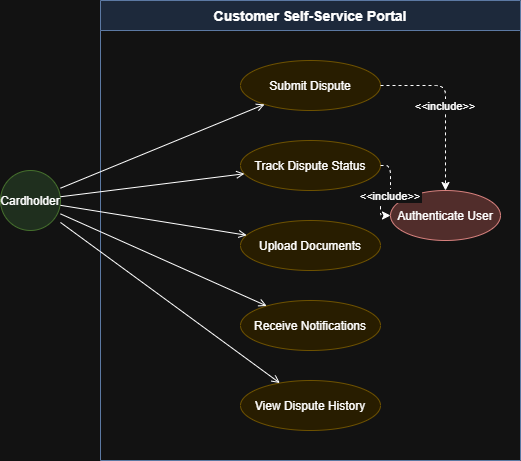 Customer Self-Service Portal
Submit Dispute
<<include>>
Track Dispute Status
<<include>>
Cardholder
Authenticate User
Upload Documents
Receive Notifications
View Dispute History